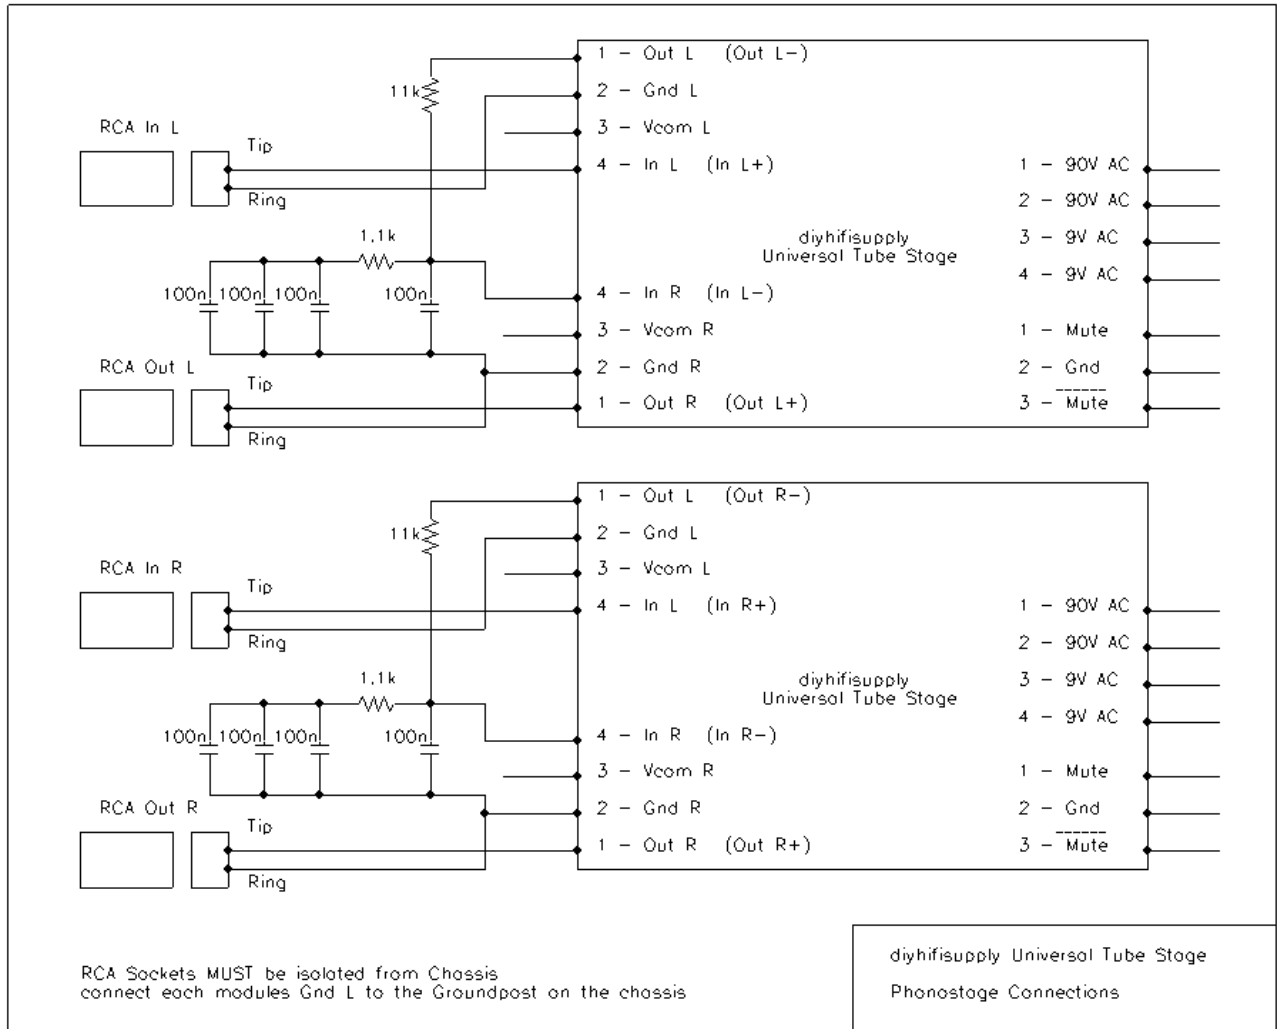 1 - Out L (Out L-)
11k
2 - Gnd L
RCA In L
3 - Vcom L
Tip
4 - In L (In L+)
1 - 90V AC
Ring
2 - 90V AC
1,1k
diyhifisupply
Universal Tube Stage
3 - 9V AC
4 - 9V AC
100n 100n 100n 100n
4 - In R (In L-)
3 - Vcom R
1 - Mute
RCA Out L
2 - Gnd R
2 - Gnd
Tip
1 - Out R (Out L+)
3 - Mute
Ring
1 - Out L (Out R-)
11k
2 - Gnd L
RCA In R
3 - Vcom L
Tip
4 - In L (In R+)
1 - 90V AC
Ring
2 - 90V AC
1,1k
diyhifisupply
Universal Tube Stage
3 - 9V AC
4 - 9V AC
100n 100n 100n 100n
4 - In R (In R-)
3 - Vcom R
1 - Mute
RCA Out R
2 - Gnd R
2 - Gnd
Tip
1 - Out R (Out R+)
3 - Mute
Ring
RCA Sockets MUST be isolated from Chassis
connect each modules Gnd L to the Groundpost on the chassis
diyhifisupply Universal Tube Stage
Phonostage Connections